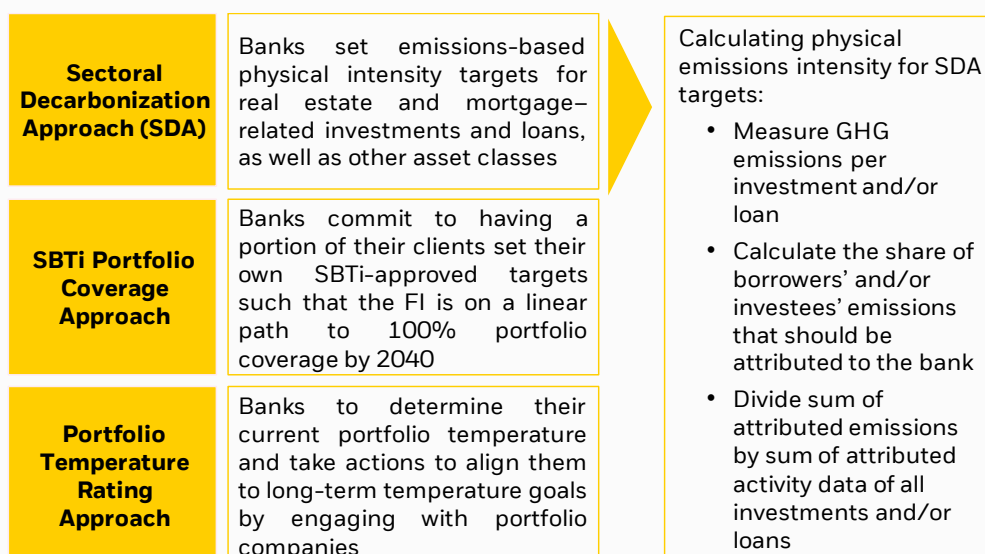 Sectoral
Decarbonization
Approach (SDA)
Banks set emissions-based
physical intensity targets for
real estate and mortgage–
related investments and loans,
as well as other asset classes
SBTi Portfolio
Coverage
Approach
Banks commit to having a
portion of their clients set their
own SBTi-approved targets
such that the FI is on a linear
path to 100% portfolio
coverage by 2040
Portfolio
Temperature
Rating
Approach
Banks to determine their
current portfolio temperature
and take actions to align them
to long-term temperature goals
by engaging with portfolio
companies
Calculating physical
emissions intensity for SDA
targets:
• Measure GHG
emissions per
investment and/or
loan
• Calculate the share of
borrowers’ and/or
investees’ emissions
that should be
attributed to the bank
• Divide sum of
attributed emissions
by sum of attributed
activity data of all
investments and/or
loans